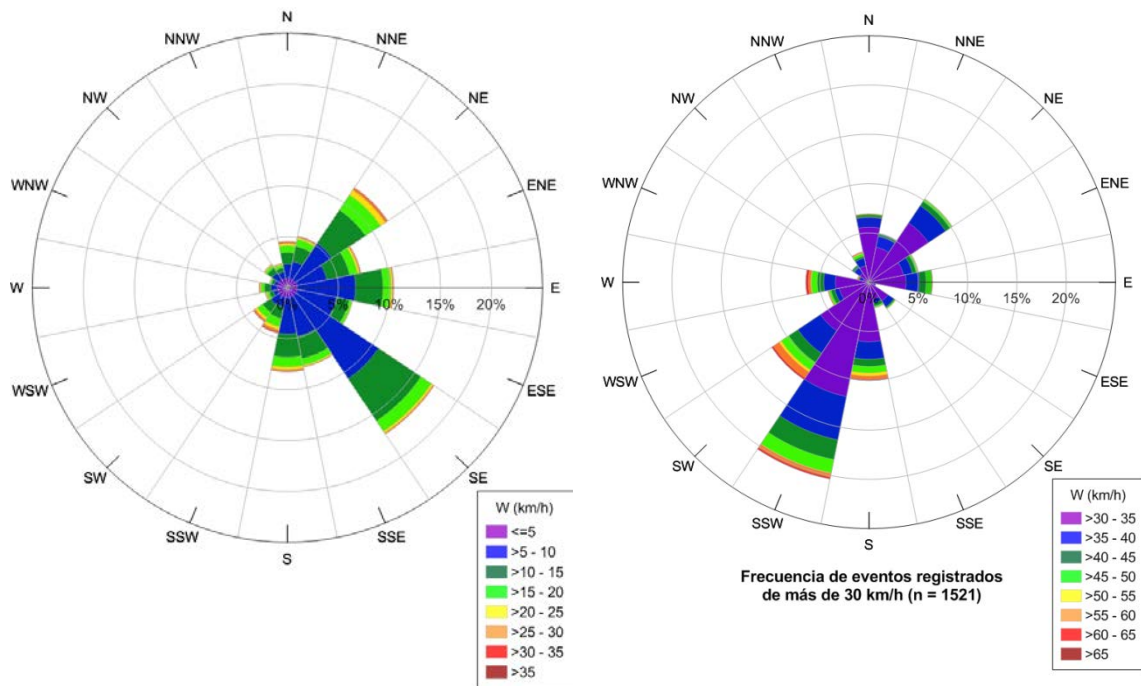 N
NNE
NE
ENE
E
ESE
SE
SSE
S
SSW
SW
WSW
W
WNW
NW
NNW
0% 5% 10% 15% 20%
W (km/h)
<=5
>5 - 10
>10 - 15
>15 - 20
>20 - 25
>25 - 30
>30 - 35
>35
N
NNE
NE
ENE
E
ESE
SE
SSE
S
SSW
SW
WSW
W
WNW
NW
NNW
0% 5% 10% 15% 20%
Frecuencia de eventos registrados
de más de 30 km/h (n = 1521)
W (km/h)
>30 - 35
>35 - 40
>40 - 45
>45 - 50
>50 - 55
>55 - 60
>60 - 65
>65